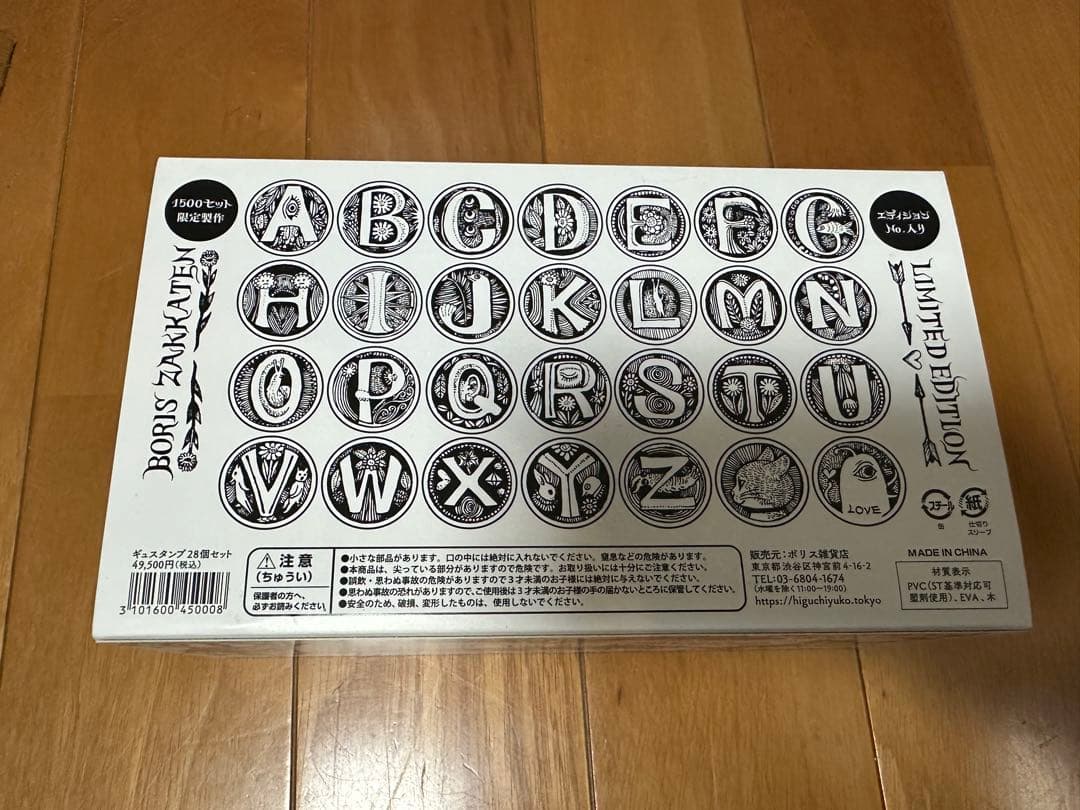 1500セット
限定製作
エディション
No.入り
BORIS ZAKKATEN
LIMITED EDITION
A B C D E F G
H I J K L M N
O P Q R S T U
V W X Y Z
LOVE
スチール
缶
紙
仕切り
スリーブ
ギュスタンプ 28個セット
49,500円(税込)
3 101600 450008
注意
(ちゅうい)
保護者の方へ、
必ずお読みください
●小さな部品があります。口の中には絶対に入れないでください。窒息などの危険があります。
●本商品は、尖っている部分がありますので危険です。お取り扱いには十分にご注意ください。
●誤飲・思わぬ事故の危険がありますので3才未満のお子様には絶対に与えないでください。
●思わぬ事故の恐れがありますので、ご使用後は3才未満のお子様の手の届かないところに保管してください。
●安全のため、破損、変形したものは、使用しないでください。
販売元:ボリス雑貨店
東京都渋谷区神宮前4-16-2
TEL:03-6804-1674
(水曜を除く11:00〜19:00)
https://higuchiyuko.tokyo
MADE IN CHINA
材質表示
PVC(ST基準対応可
塑剤使用)、EVA、木